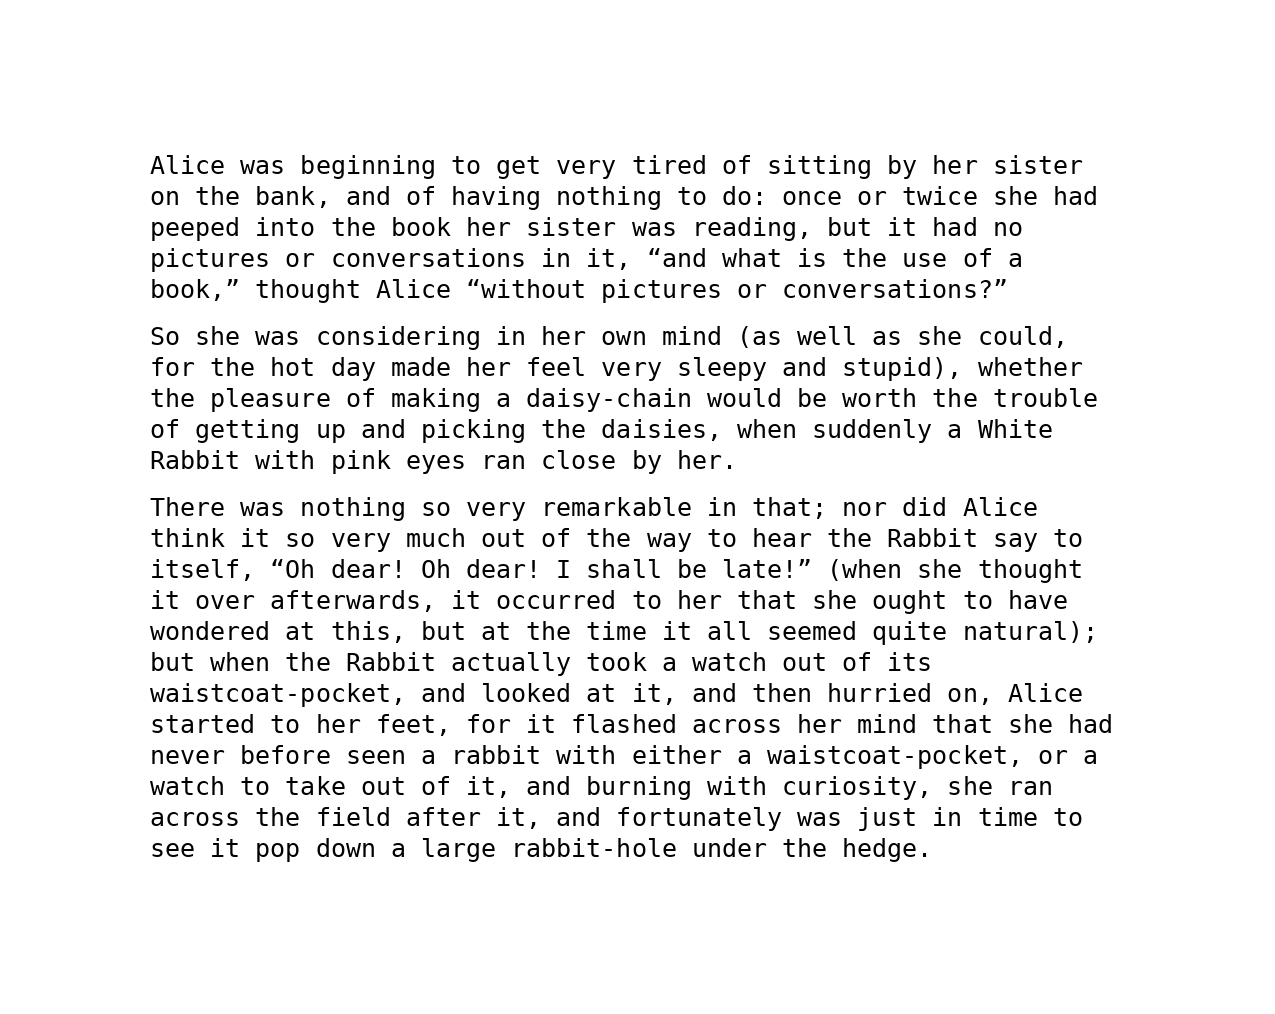 Alice was beginning to get very tired of sitting by her sister
on the bank, and of having nothing to do: once or twice she had
peeped into the book her sister was reading, but it had no
pictures or conversations in it, “and what is the use of a
book,” thought Alice “without pictures or conversations?”
So she was considering in her own mind (as well as she could,
for the hot day made her feel very sleepy and stupid), whether
the pleasure of making a daisy-chain would be worth the trouble
of getting up and picking the daisies, when suddenly a White
Rabbit with pink eyes ran close by her.
There was nothing so very remarkable in that; nor did Alice
think it so very much out of the way to hear the Rabbit say to
itself, “Oh dear! Oh dear! I shall be late!” (when she thought
it over afterwards, it occurred to her that she ought to have
wondered at this, but at the time it all seemed quite natural);
but when the Rabbit actually took a watch out of its
waistcoat-pocket, and looked at it, and then hurried on, Alice
started to her feet, for it flashed across her mind that she had
never before seen a rabbit with either a waistcoat-pocket, or a
watch to take out of it, and burning with curiosity, she ran
across the field after it, and fortunately was just in time to
see it pop down a large rabbit-hole under the hedge.